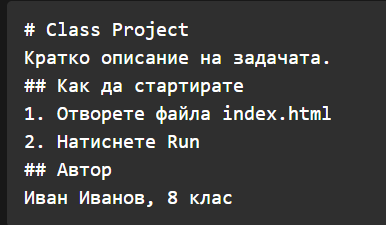 # Class Project
Кратко описание на задачата.
## Как да стартирате
1. Отворете файла index.html
2. Натиснете Run
## Автор
Иван Иванов, 8 клас